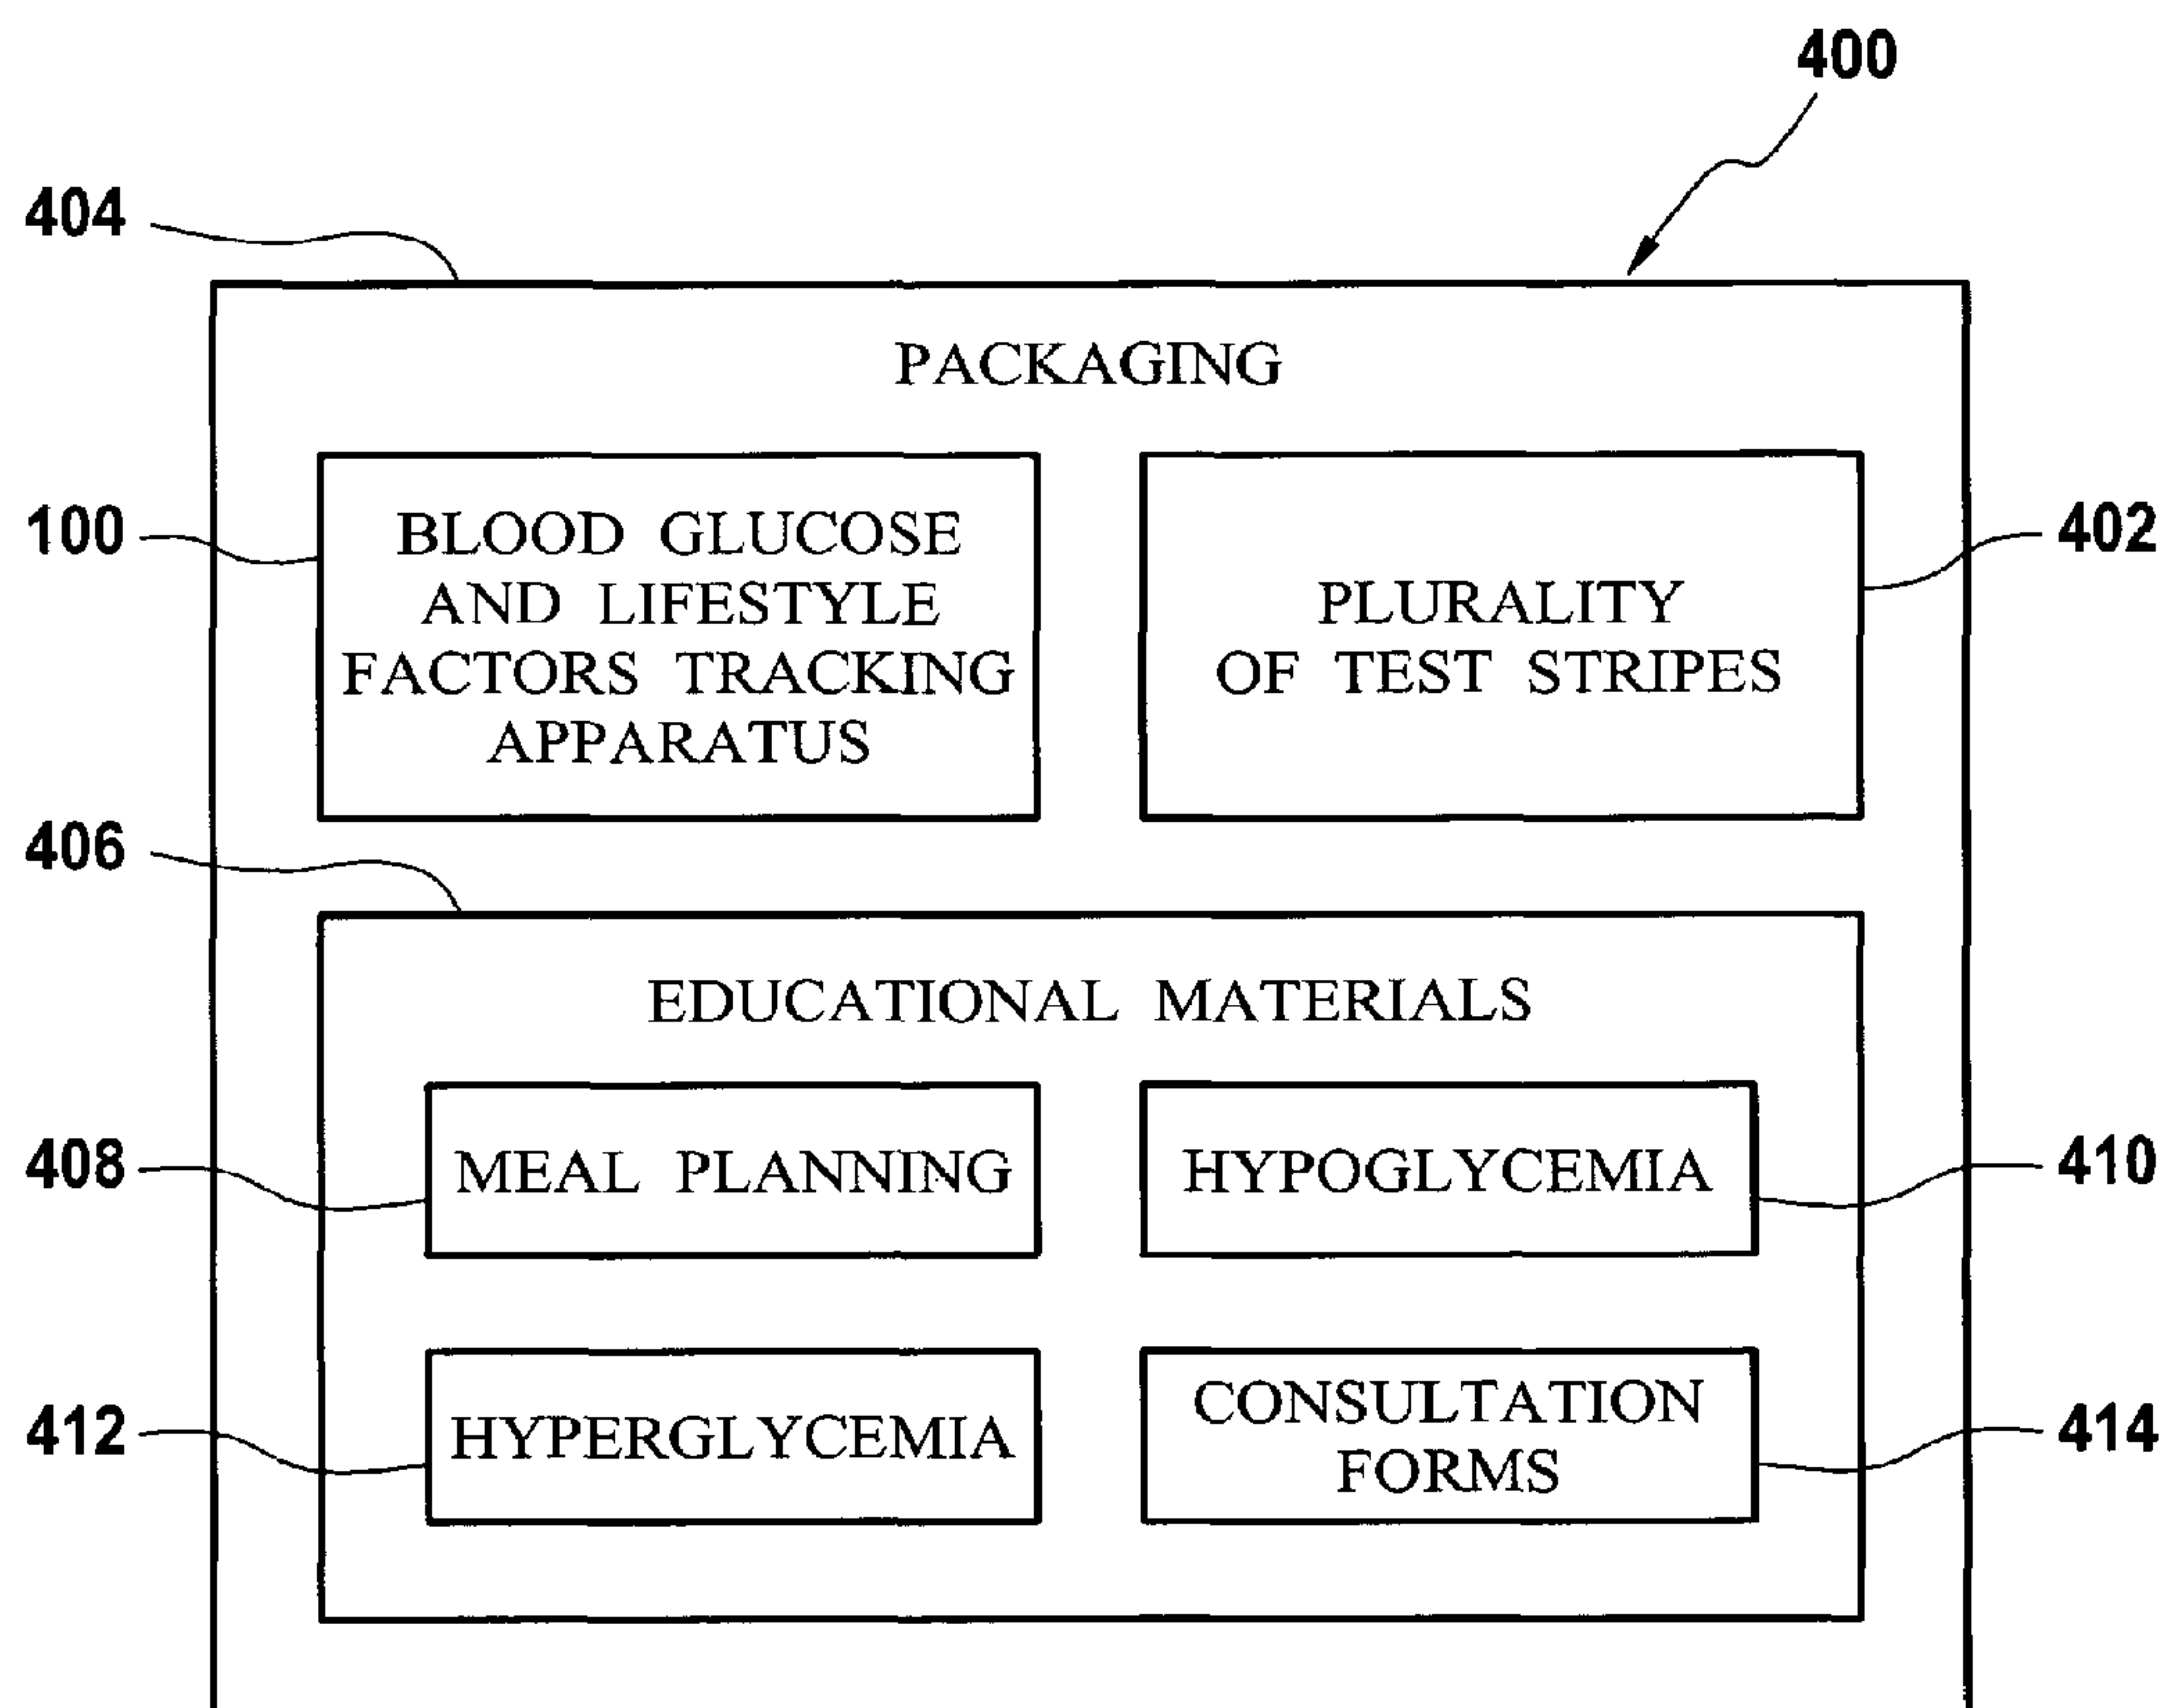 400
404
PACKAGING
100
BLOOD GLUCOSE
AND LIFESTYLE
FACTORS TRACKING
APPARATUS
PLURALITY
OF TEST STRIPES
402
406
EDUCATIONAL MATERIALS
408
MEAL PLANNING
HYPOGLYCEMIA
410
412
HYPERGLYCEMIA
CONSULTATION
FORMS
414